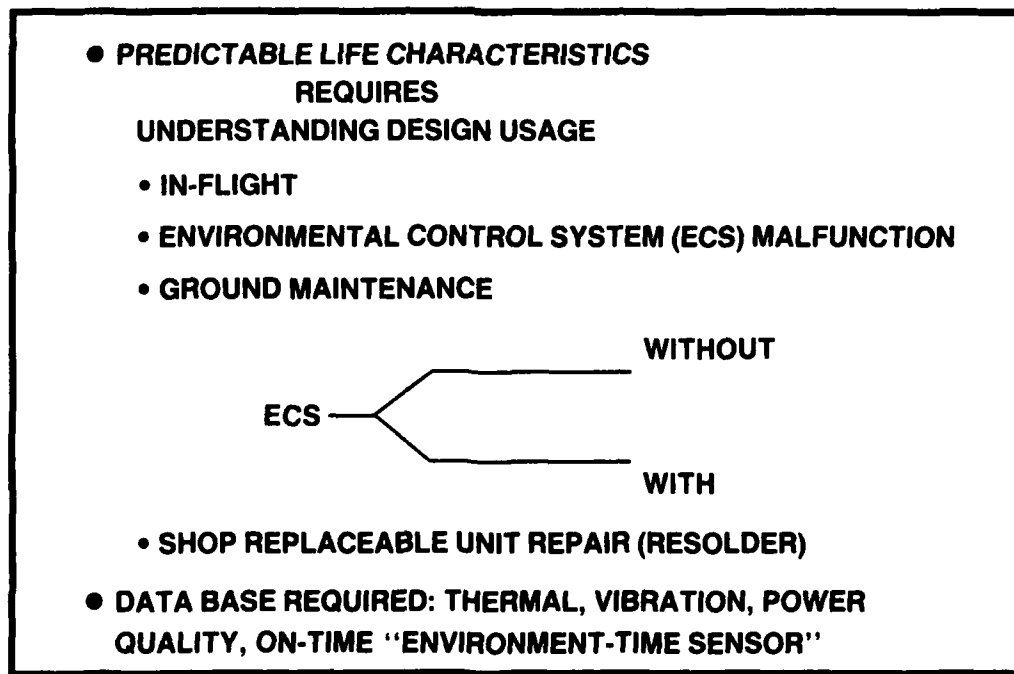 ● PREDICTABLE LIFE CHARACTERISTICS
REQUIRES
UNDERSTANDING DESIGN USAGE
• IN-FLIGHT
• ENVIRONMENTAL CONTROL SYSTEM (ECS) MALFUNCTION
• GROUND MAINTENANCE
WITHOUT
ECS
WITH
• SHOP REPLACEABLE UNIT REPAIR (RESOLDER)
● DATA BASE REQUIRED: THERMAL, VIBRATION, POWER
QUALITY, ON-TIME "ENVIRONMENT-TIME SENSOR"